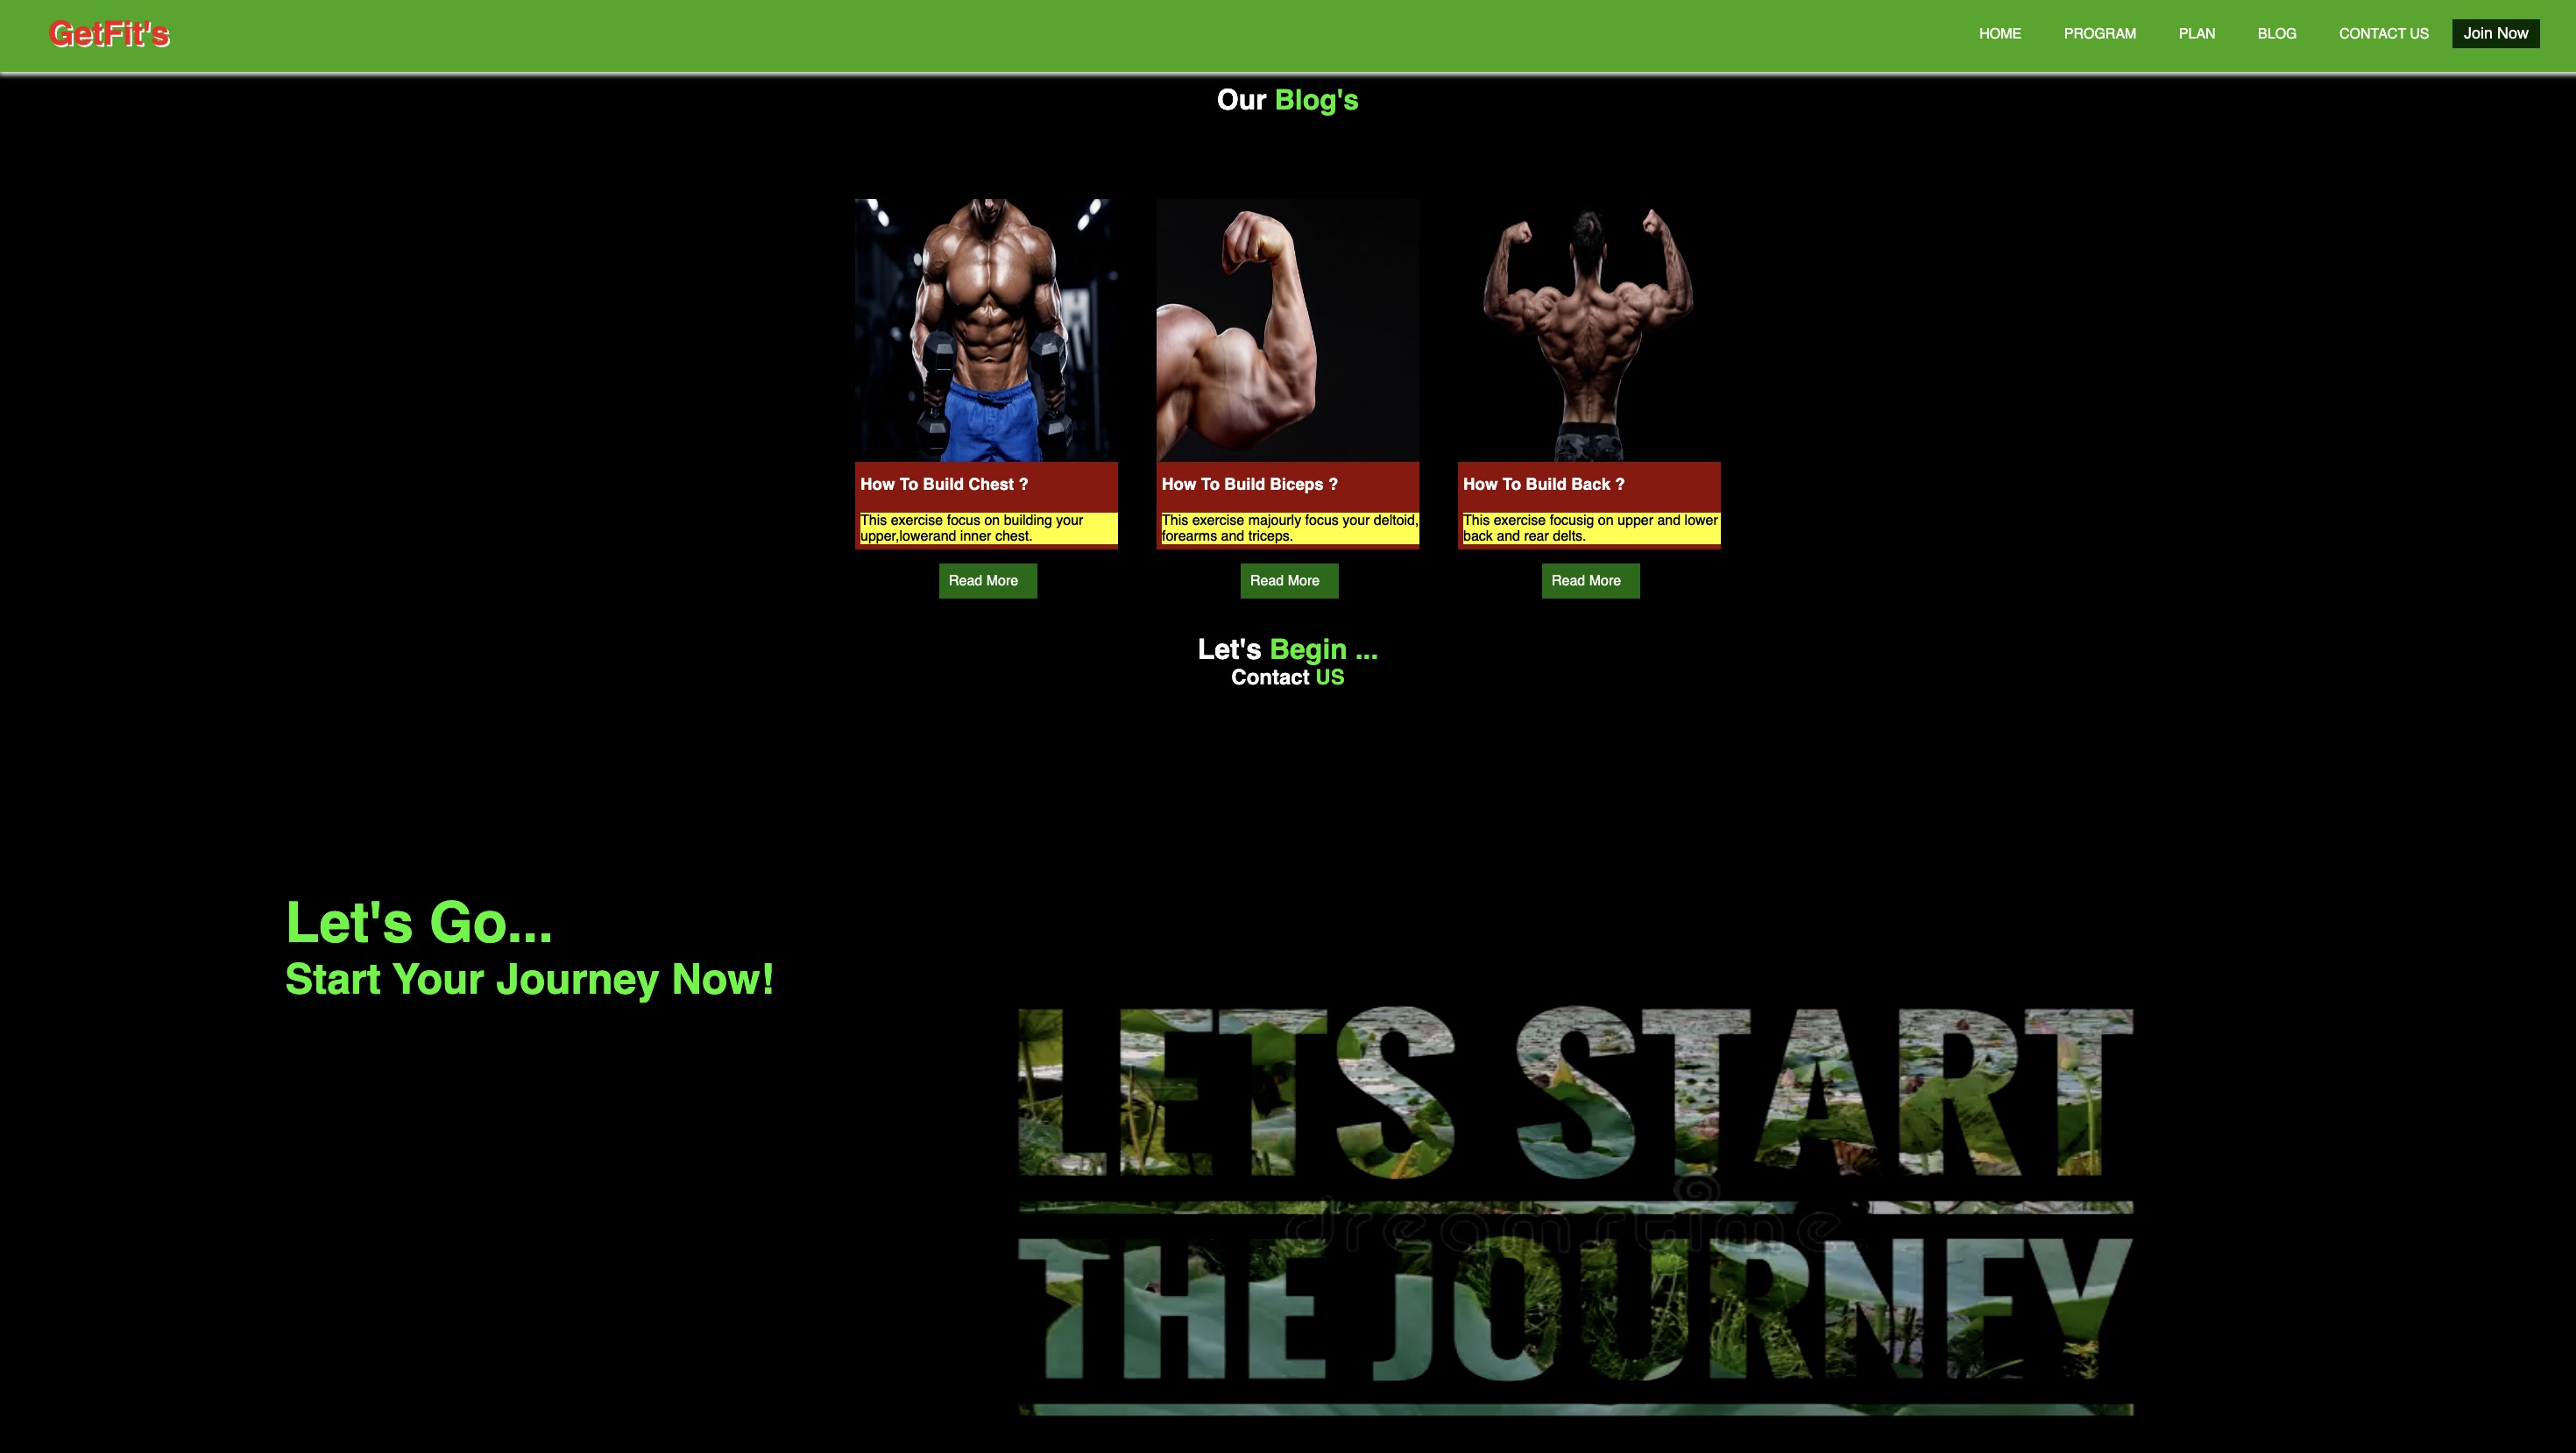 GetFit's
HOME PROGRAM PLAN BLOG CONTACT US Join Now
Our Blog's
How To Build Chest ?
This exercise focus on building your
upper,lowerand inner chest.
Read More
How To Build Biceps ?
This exercise majourly focus your deltoid,
forearms and triceps.
Read More
How To Build Back ?
This exercise focusig on upper and lower
back and rear delts.
Read More
Let's Begin ...
Contact US
Let's Go...
Start Your Journey Now!
LETS START
dreamstime
THE JOURNEY